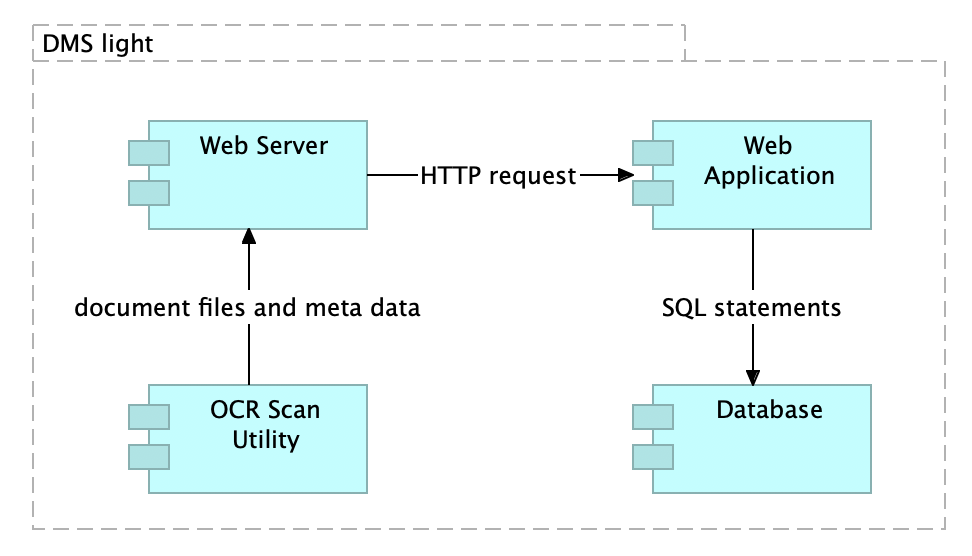 DMS light
Web Server
HTTP request
Web
Application
document files and meta data
SQL statements
OCR Scan
Utility
Database